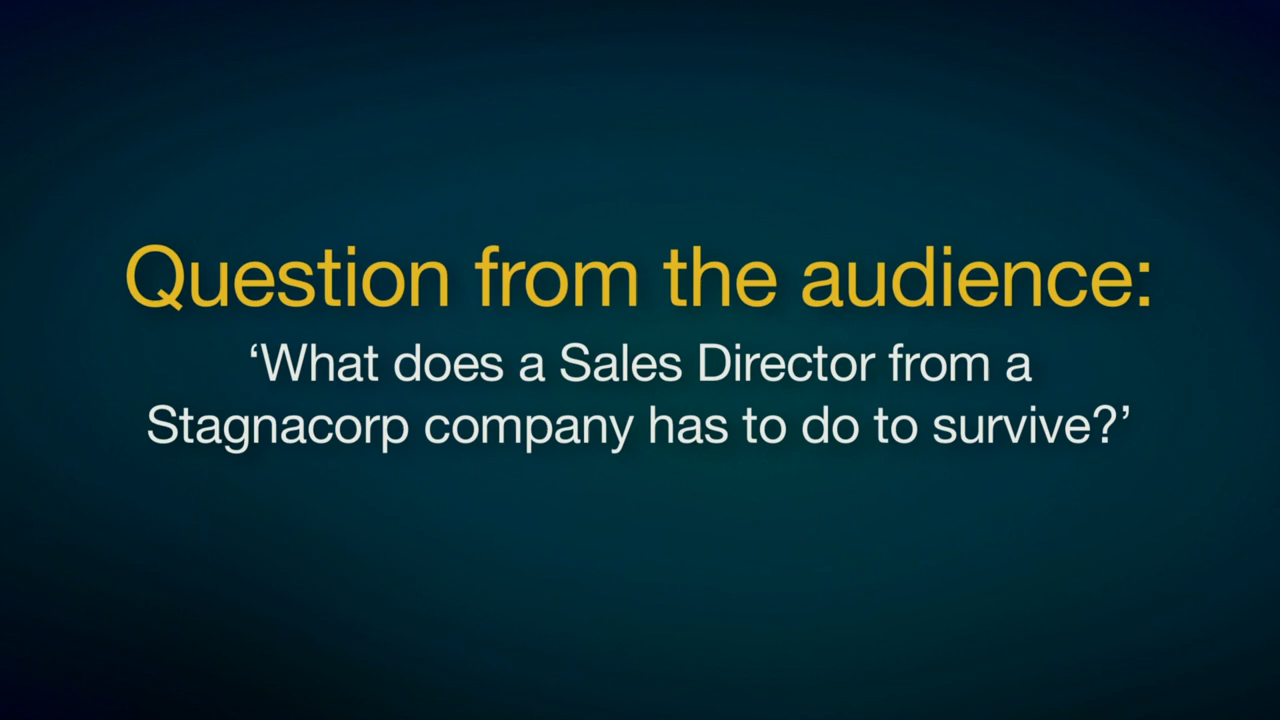 Question from the audience:
‘What does a Sales Director from a
Stagnacorp company has to do to survive?’